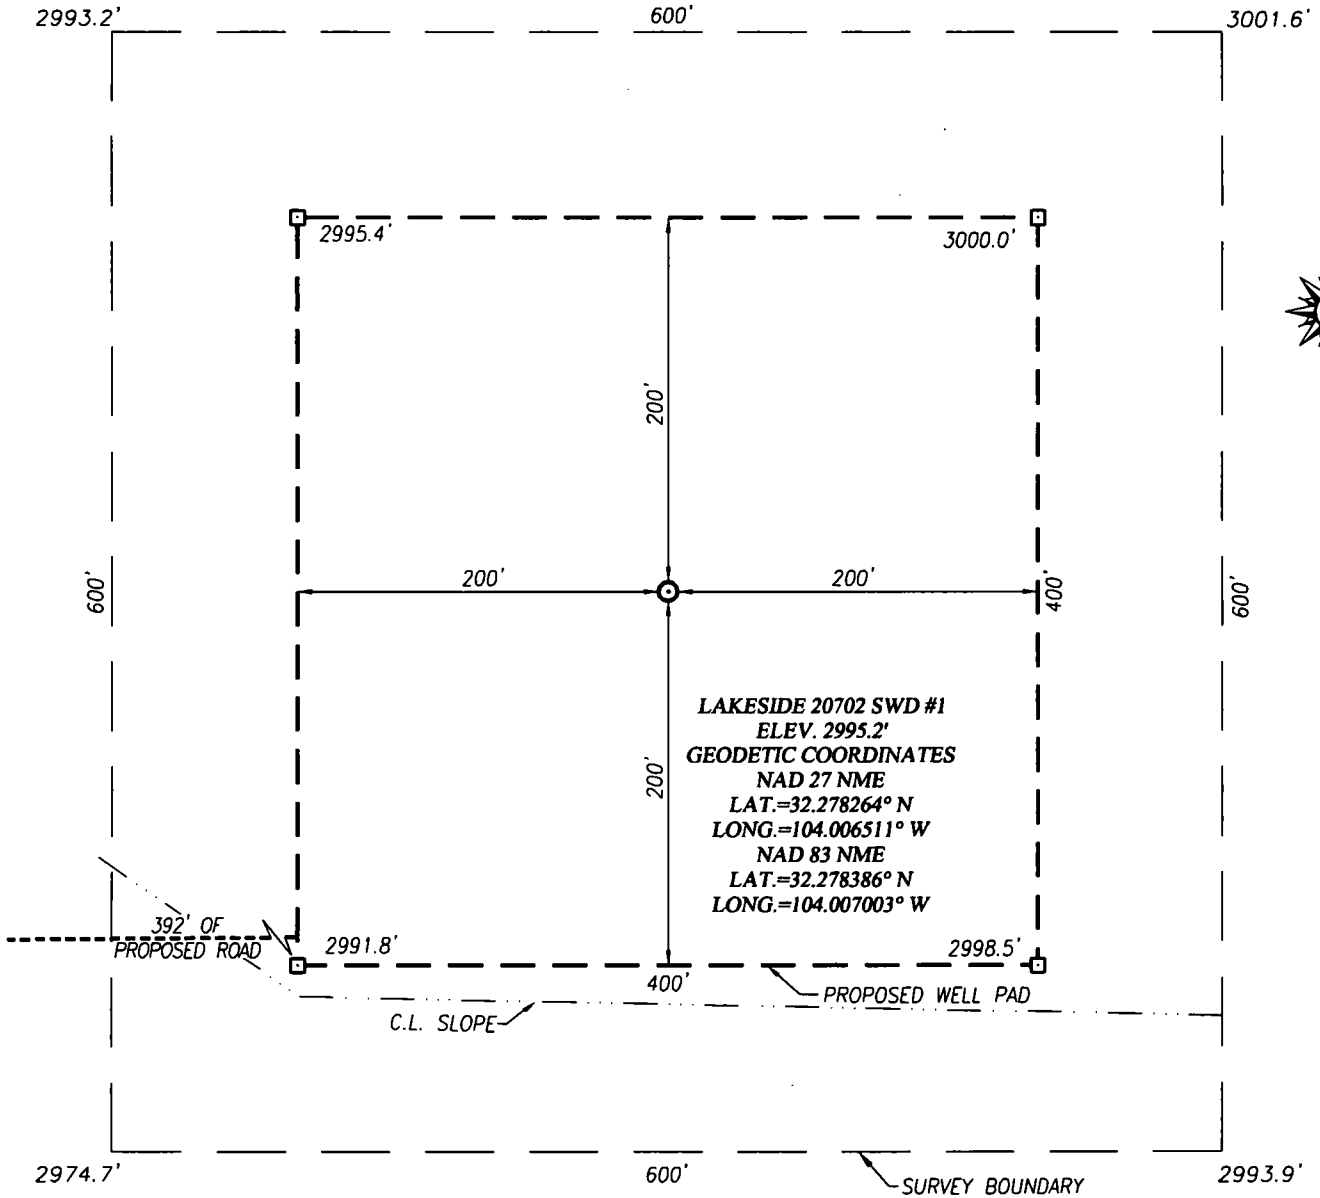 2993.2'
600'
3001.6'
2995.4'
3000.0'
200'
200'
200'
600'
400'
600'
200'
LAKESIDE 20702 SWD #1
ELEV. 2995.2'
GEODETIC COORDINATES
NAD 27 NME
LAT.=32.278264° N
LONG.=104.006511° W
NAD 83 NME
LAT.=32.278386° N
LONG.=104.007003° W
392' OF
PROPOSED ROAD
2991.8'
2998.5'
400'
PROPOSED WELL PAD
C.L. SLOPE
2974.7'
600'
SURVEY BOUNDARY
2993.9'